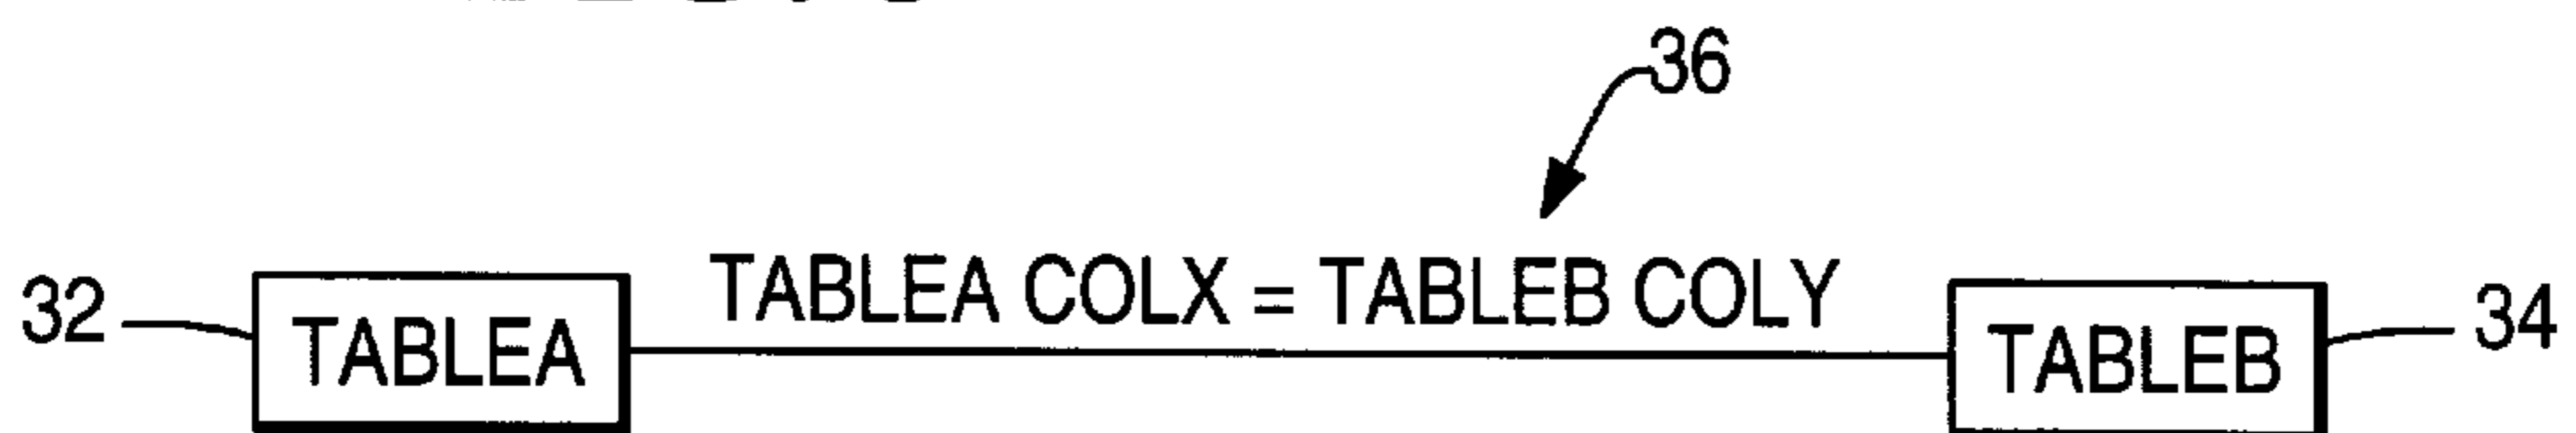 36
TABLEA COLX = TABLEB COLY
32 TABLEA TABLEB 34